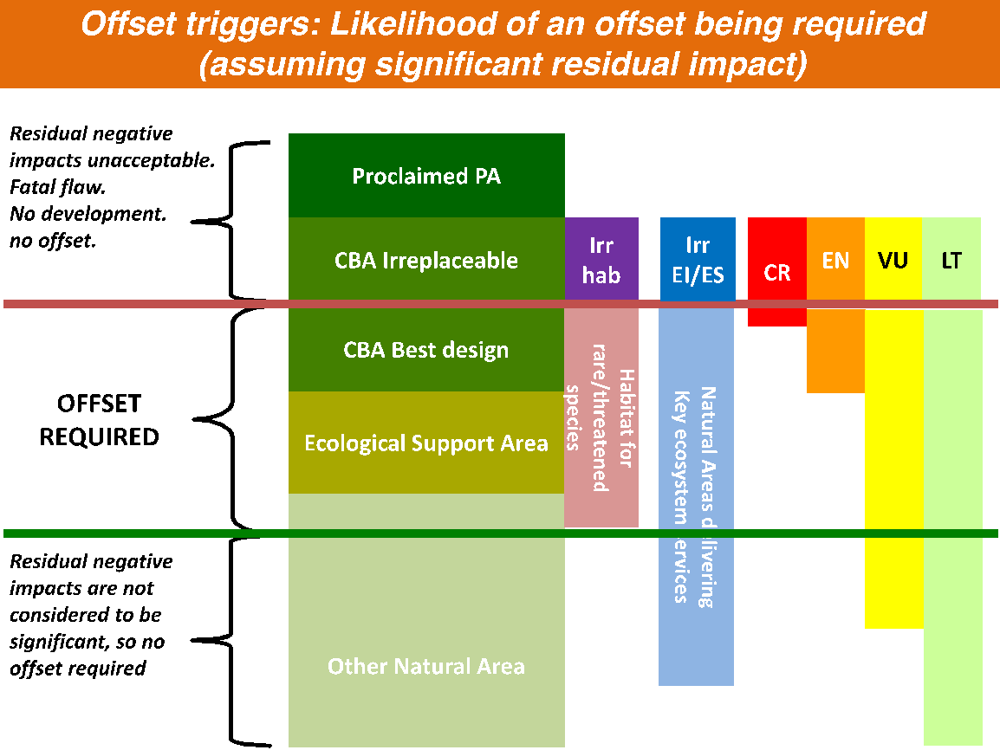 Offset triggers: Likelihood of an offset being required
(assuming significant residual impact)
Residual negative
impacts unacceptable.
Fatal flaw.
No development.
no offset.
Proclaimed PA
CBA Irreplaceable
Irr
hab
Irr
EI/ES
CR
EN
VU
LT
OFFSET
REQUIRED
CBA Best design
Ecological Support Area
Habitat for
rare/threatened
species
Natural Areas delivering
Key ecosystem services
Residual negative
impacts are not
considered to be
significant, so no
offset required
Other Natural Area